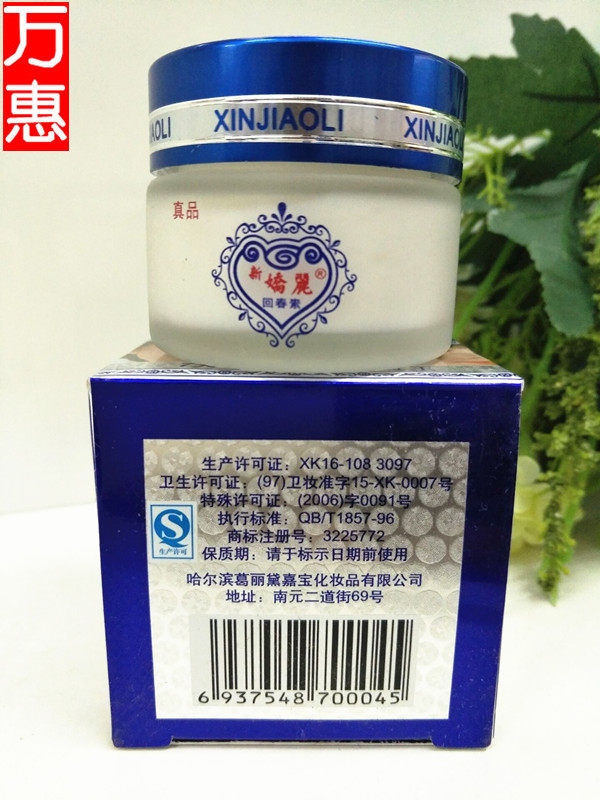 万惠
AOLI XINJIAOLI XINJIAOLI
真品
新嬌麗®
回春素
生产许可证：XK16-108 3097
卫生许可证：(97)卫妆准字15-XK-0007号
特殊许可证：(2006)字0091号
执行标准：QB/T1857-96
商标注册号：3225772
保质期：请于标示日期前使用
生产许可
哈尔滨葛丽黛嘉宝化妆品有限公司
地址：南元二道街69号
6 937548 700045